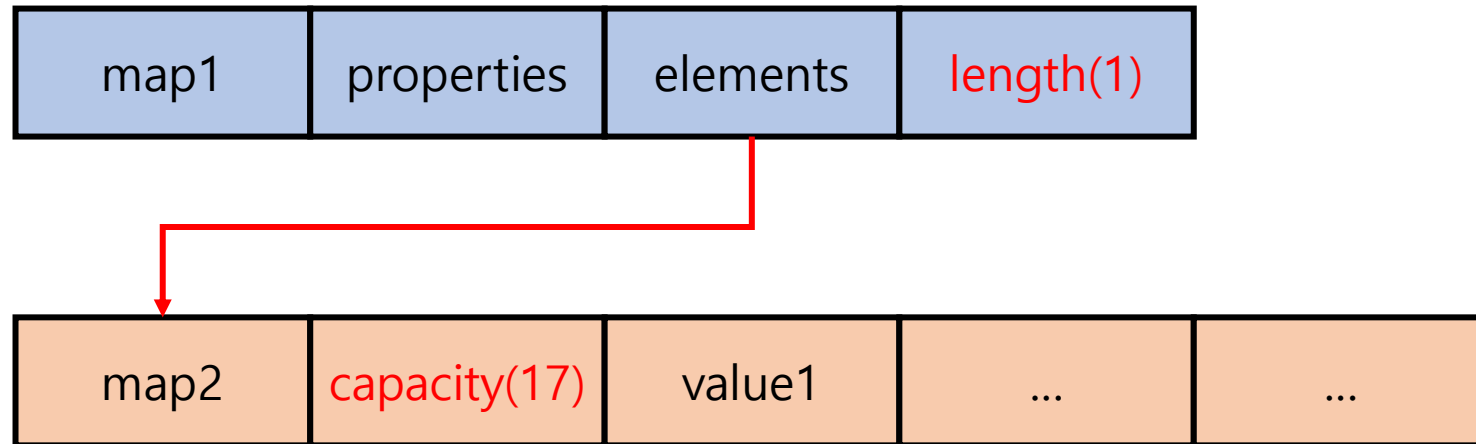 map1 properties elements length(1)
map2 capacity(17) value1 ... ...